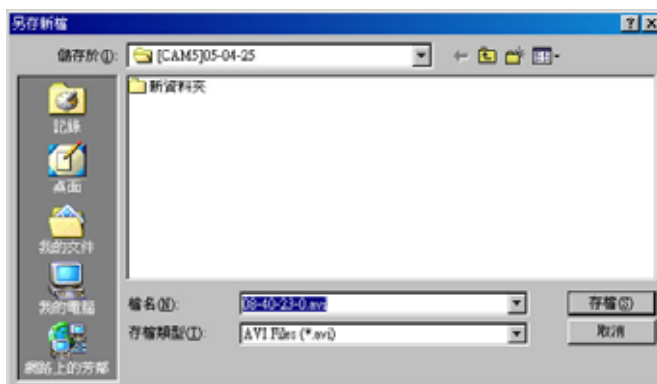 另存新檔
儲存於(I): [CAM5]05-04-25
新資料夾
記錄
桌面
我的文件
我的電腦
網路上的芳鄰
檔名(N): 08-40-23-0.avi 存檔(S)
存檔類型(T): AVI Files (*.avi) 取消